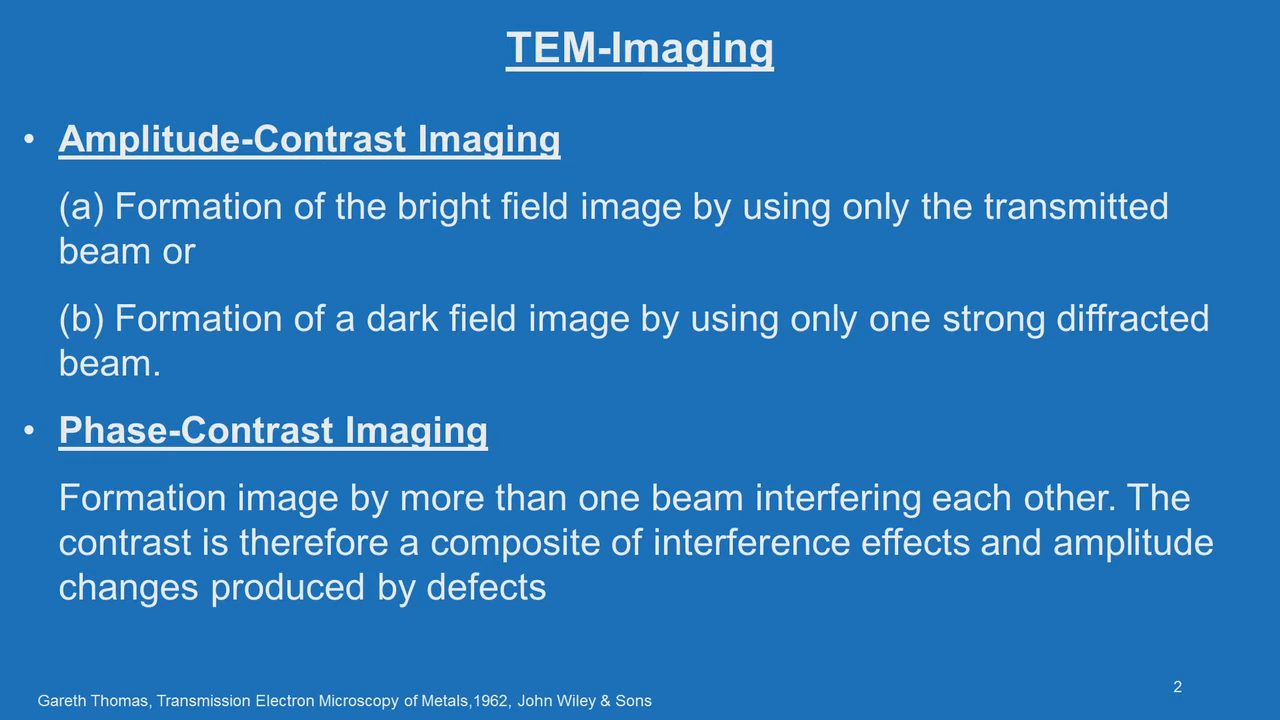 TEM-Imaging
• Amplitude-Contrast Imaging
(a) Formation of the bright field image by using only the transmitted
beam or
(b) Formation of a dark field image by using only one strong diffracted
beam.
• Phase-Contrast Imaging
Formation image by more than one beam interfering each other. The
contrast is therefore a composite of interference effects and amplitude
changes produced by defects
Gareth Thomas, Transmission Electron Microscopy of Metals,1962, John Wiley & Sons
2